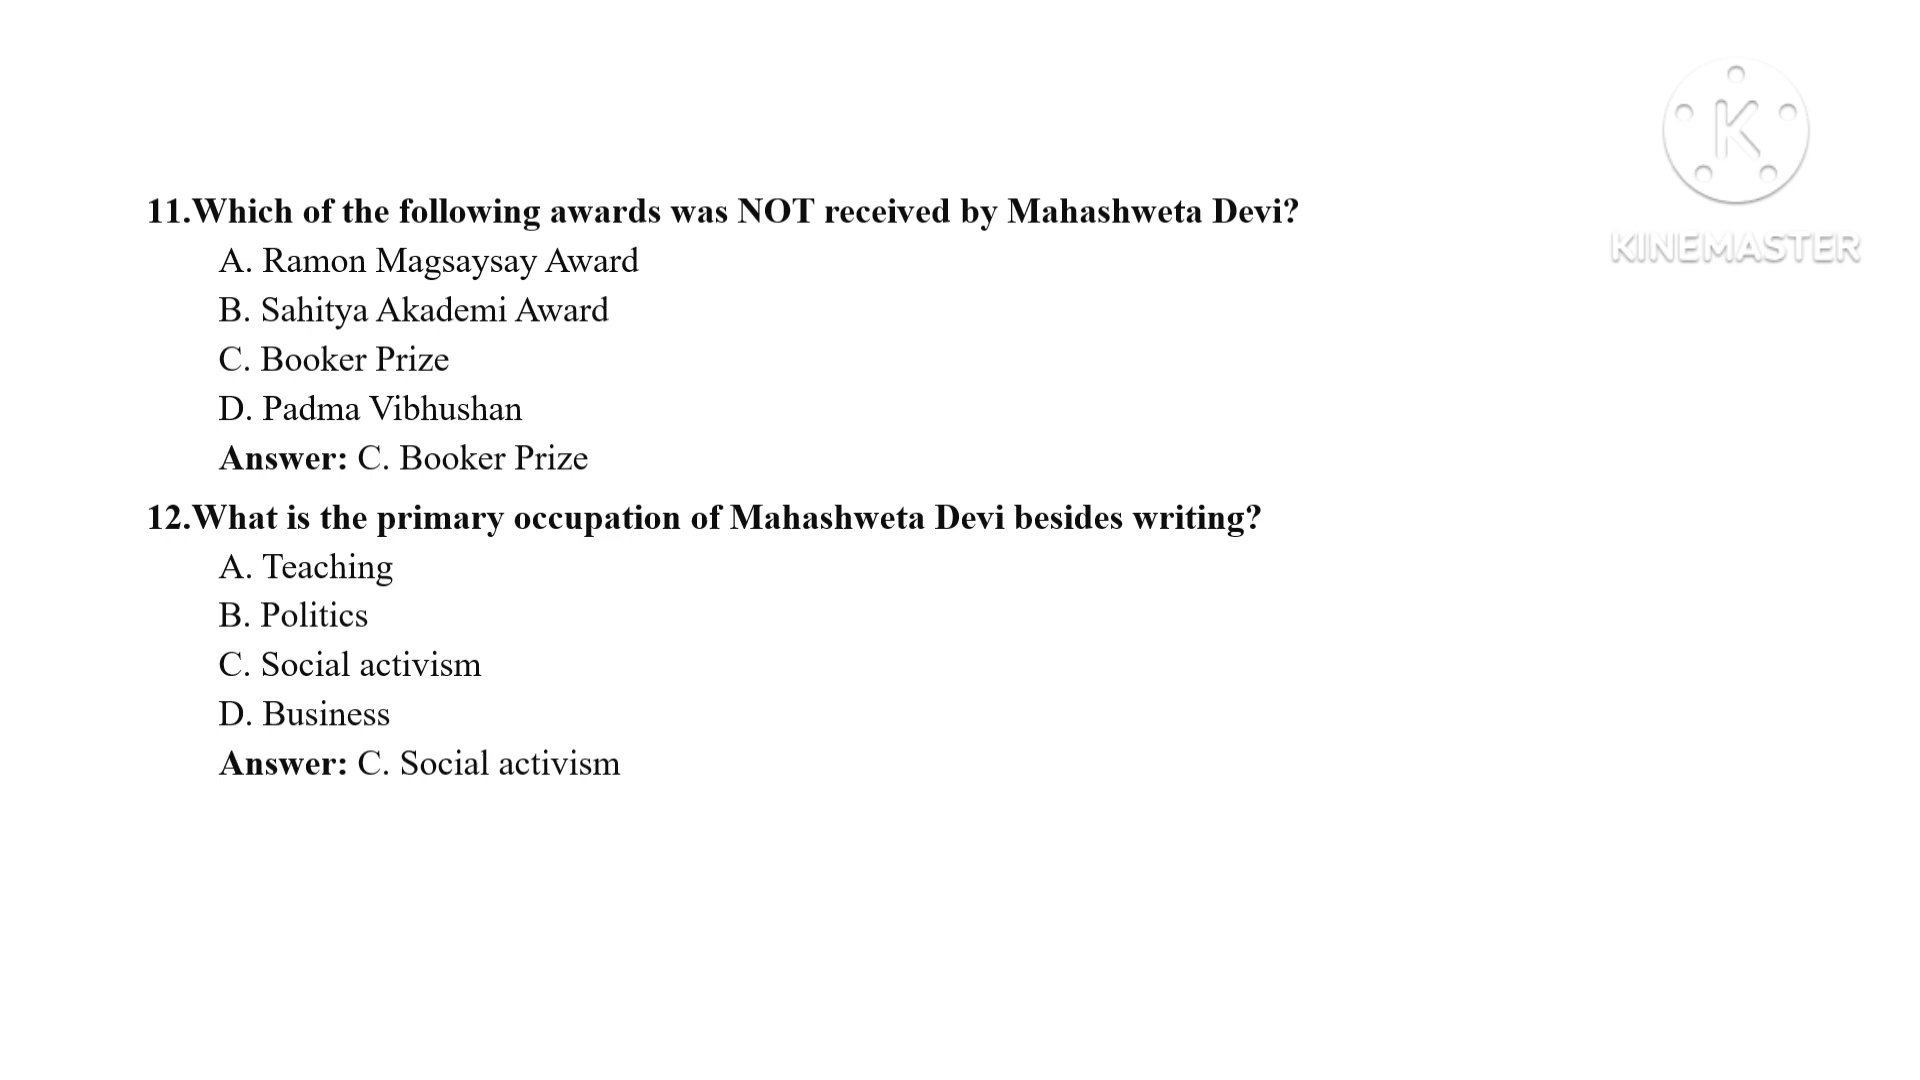 11.Which of the following awards was NOT received by Mahashweta Devi?
A. Ramon Magsaysay Award
B. Sahitya Akademi Award
C. Booker Prize
D. Padma Vibhushan
Answer: C. Booker Prize
12.What is the primary occupation of Mahashweta Devi besides writing?
A. Teaching
B. Politics
C. Social activism
D. Business
Answer: C. Social activism
K
KINEMASTER